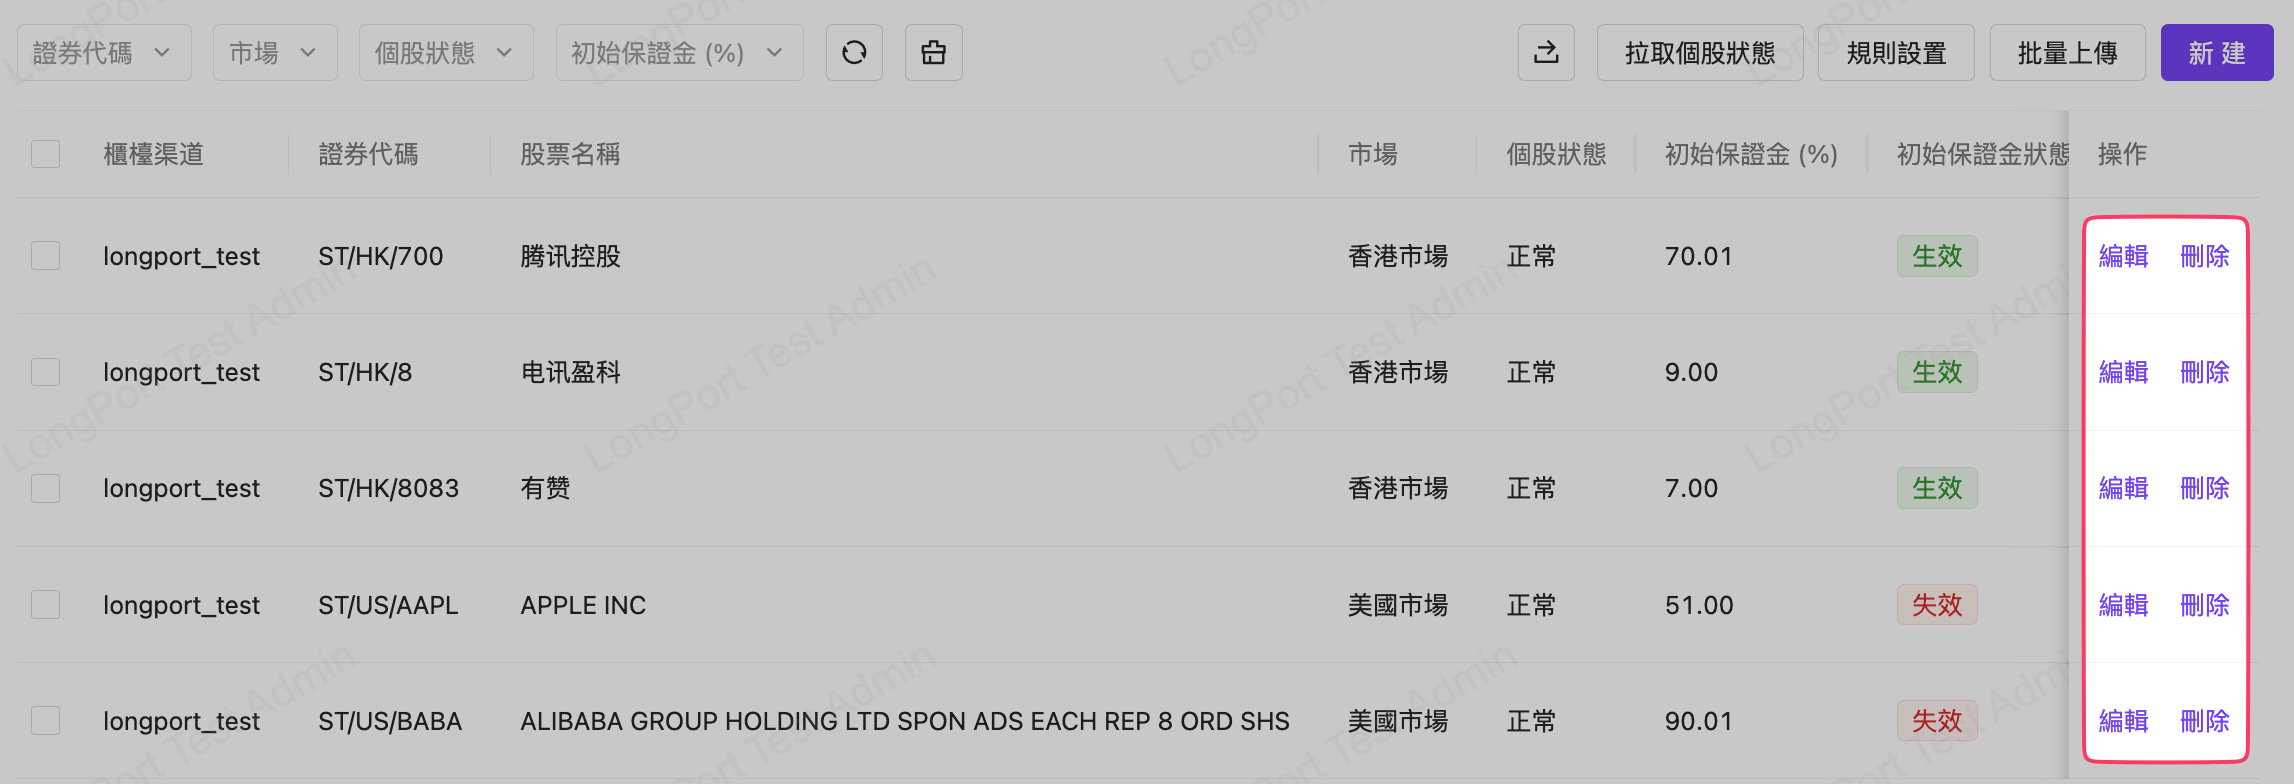 證券代碼 市場 個股狀態 初始保證金 (%) 拉取個股狀態 規則設置 批量上傳 新 建
櫃檯渠道 證券代碼 股票名稱 市場 個股狀態 初始保證金 (%) 初始保證金狀態 操作
longport_test ST/HK/700 腾讯控股 香港市場 正常 70.01 生效 編輯 刪除
longport_test ST/HK/8 电讯盈科 香港市場 正常 9.00 生效 編輯 刪除
longport_test ST/HK/8083 有赞 香港市場 正常 7.00 生效 編輯 刪除
longport_test ST/US/AAPL APPLE INC 美國市場 正常 51.00 失效 編輯 刪除
longport_test ST/US/BABA ALIBABA GROUP HOLDING LTD SPON ADS EACH REP 8 ORD SHS 美國市場 正常 90.01 失效 編輯 刪除
LongPort Test Admin